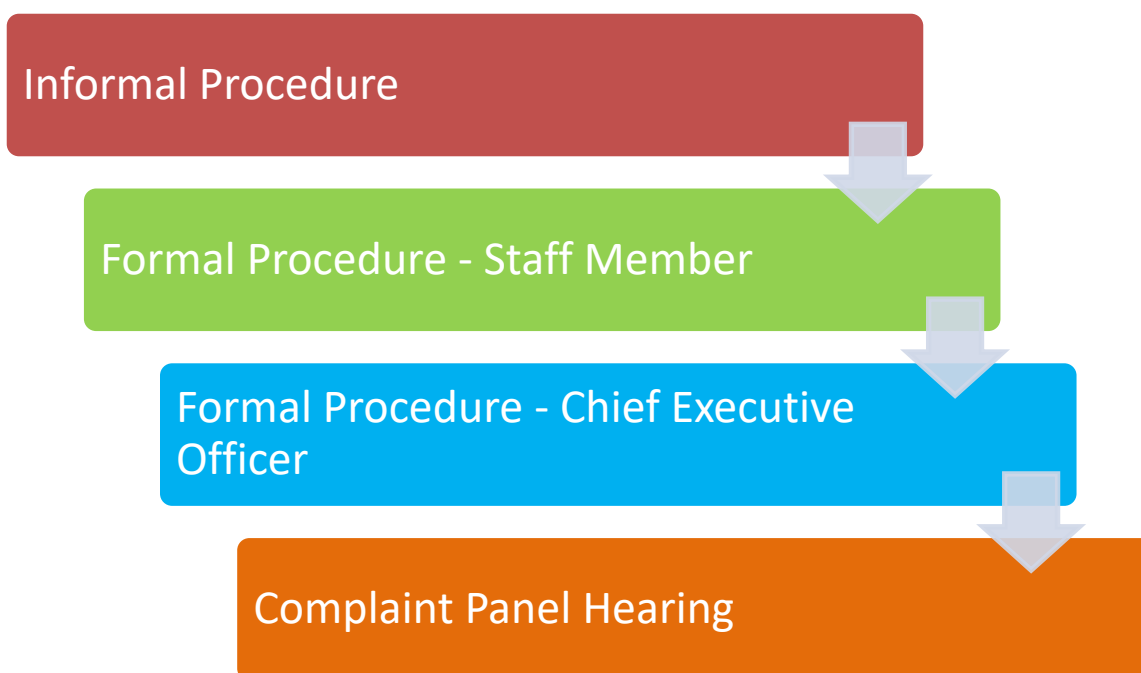 Informal Procedure
Formal Procedure - Staff Member
Formal Procedure - Chief Executive
Officer
Complaint Panel Hearing